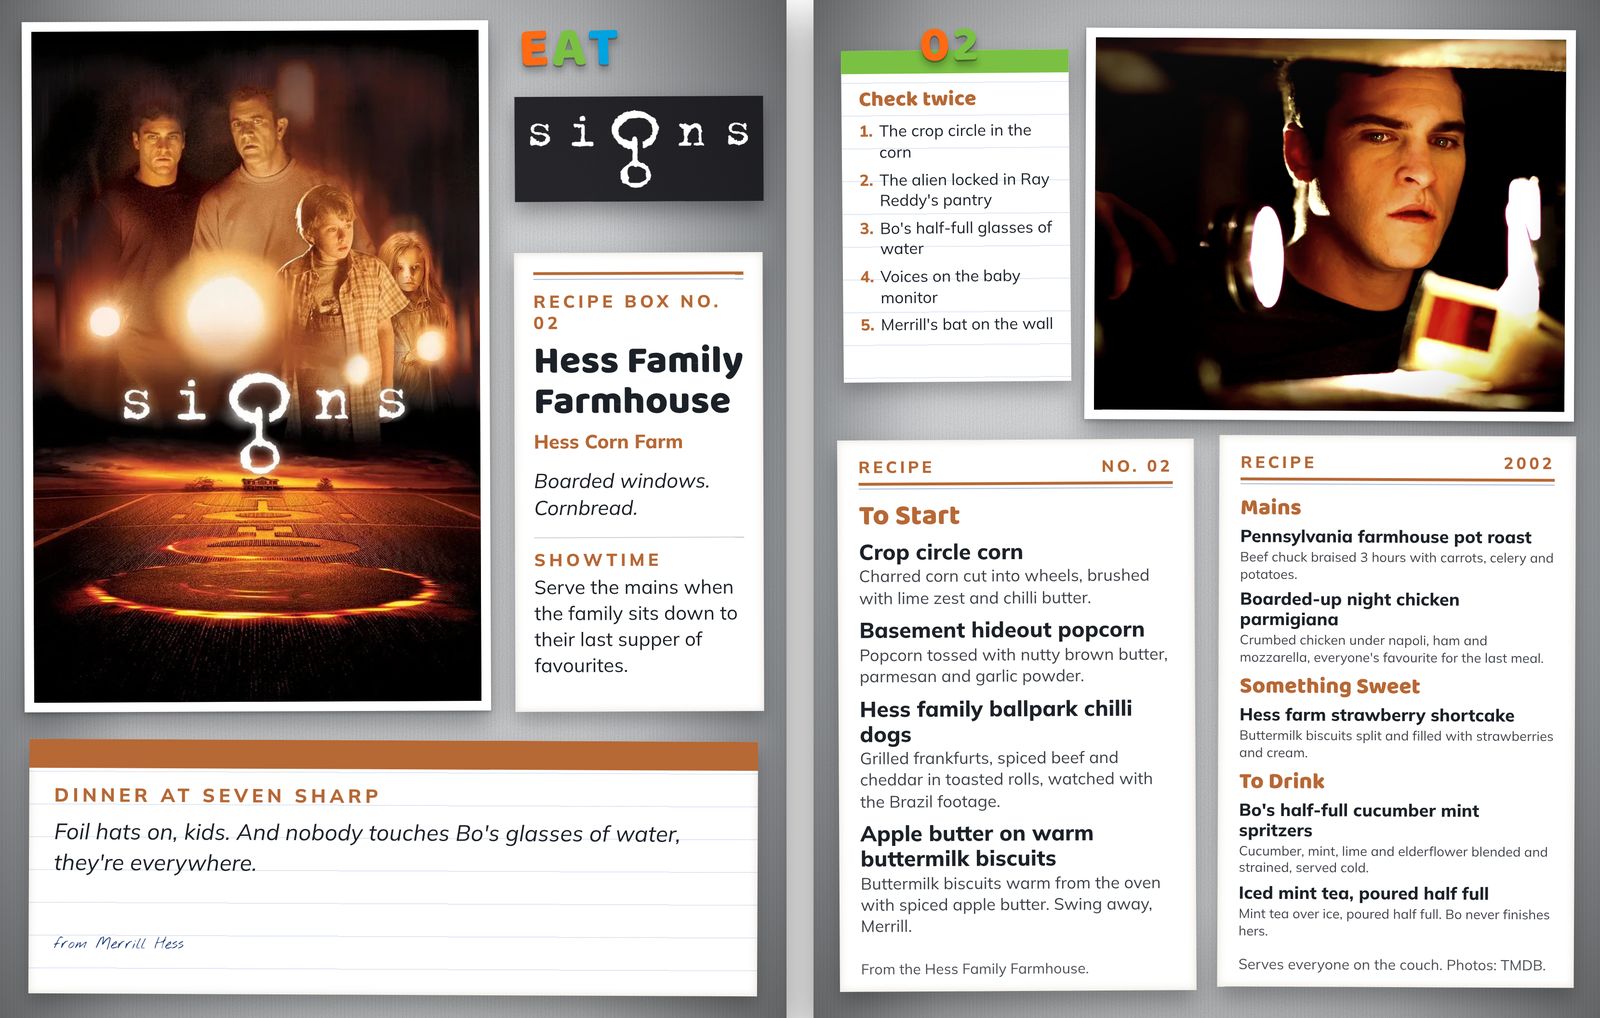 EAT
signs
signs
RECIPE BOX NO.
02
Hess Family
Farmhouse
Hess Corn Farm
Boarded windows.
Cornbread.
SHOWTIME
Serve the mains when
the family sits down to
their last supper of
favourites.
DINNER AT SEVEN SHARP
Foil hats on, kids. And nobody touches Bo's glasses of water,
they're everywhere.
from Merrill Hess
02
Check twice
1. The crop circle in the
corn
2. The alien locked in Ray
Reddy's pantry
3. Bo's half-full glasses of
water
4. Voices on the baby
monitor
5. Merrill's bat on the wall
RECIPE NO. 02
To Start
Crop circle corn
Charred corn cut into wheels, brushed
with lime zest and chilli butter.
Basement hideout popcorn
Popcorn tossed with nutty brown butter,
parmesan and garlic powder.
Hess family ballpark chilli
dogs
Grilled frankfurts, spiced beef and
cheddar in toasted rolls, watched with
the Brazil footage.
Apple butter on warm
buttermilk biscuits
Buttermilk biscuits warm from the oven
with spiced apple butter. Swing away,
Merrill.
From the Hess Family Farmhouse.
RECIPE 2002
Mains
Pennsylvania farmhouse pot roast
Beef chuck braised 3 hours with carrots, celery and
potatoes.
Boarded-up night chicken
parmigiana
Crumbed chicken under napoli, ham and
mozzarella, everyone's favourite for the last meal.
Something Sweet
Hess farm strawberry shortcake
Buttermilk biscuits split and filled with strawberries
and cream.
To Drink
Bo's half-full cucumber mint
spritzers
Cucumber, mint, lime and elderflower blended and
strained, served cold.
Iced mint tea, poured half full
Mint tea over ice, poured half full. Bo never finishes
hers.
Serves everyone on the couch. Photos: TMDB.